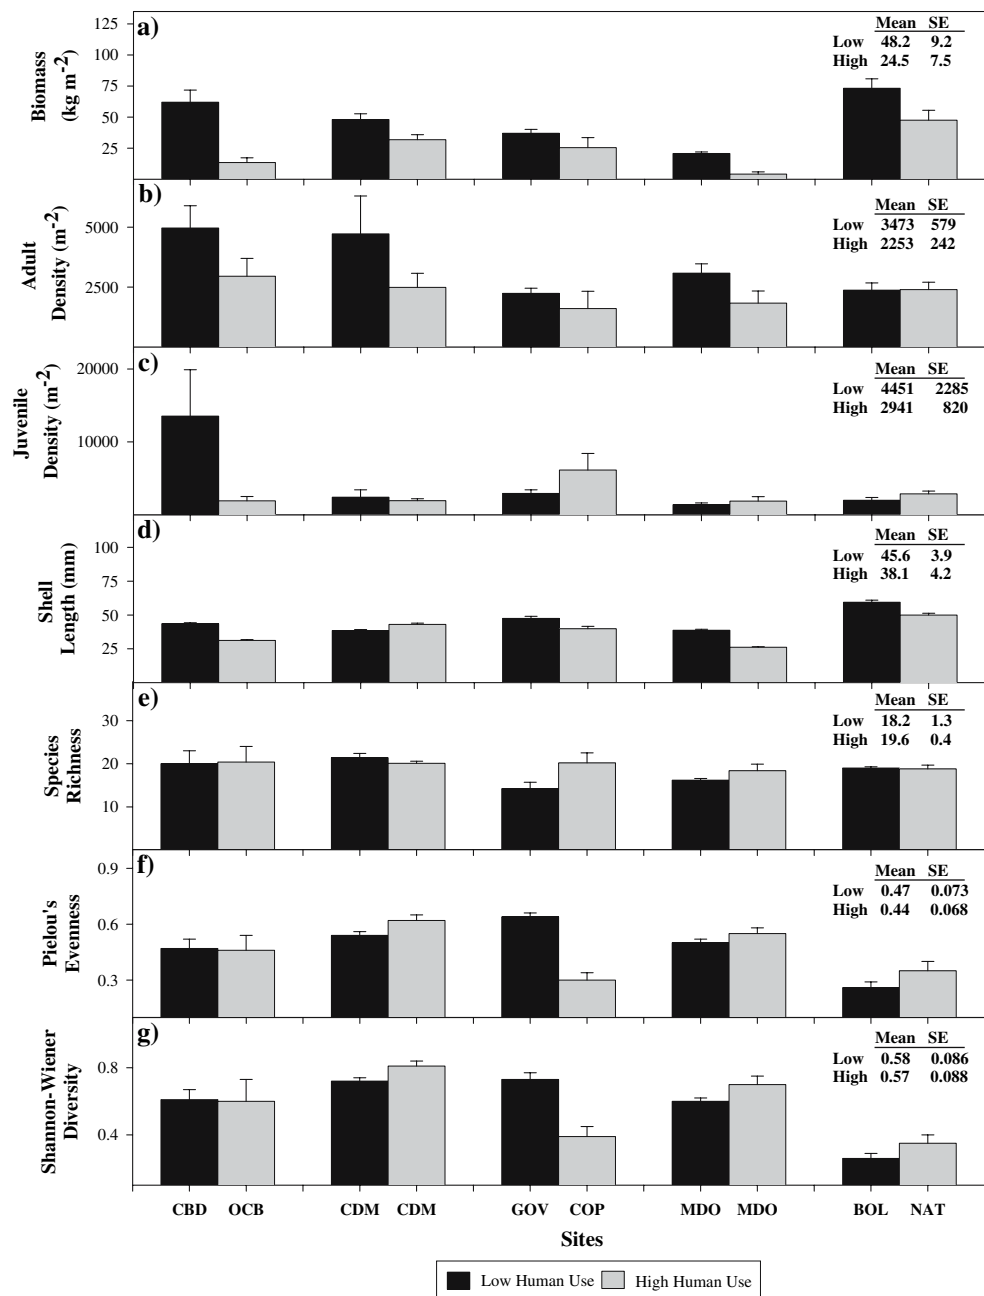 a)
Biomass
(kg m-2)
125
100
75
50
25
Mean SE
Low 48.2 9.2
High 24.5 7.5
b)
Adult
Density (m-2)
5000
2500
Mean SE
Low 3473 579
High 2253 242
c)
Juvenile
Density (m-2)
20000
10000
Mean SE
Low 4451 2285
High 2941 820
d)
Shell
Length (mm)
100
75
50
25
Mean SE
Low 45.6 3.9
High 38.1 4.2
e)
Species
Richness
30
20
10
Mean SE
Low 18.2 1.3
High 19.6 0.4
f)
Pielou's
Evenness
0.9
0.6
0.3
Mean SE
Low 0.47 0.073
High 0.44 0.068
g)
Shannon-Wiener
Diversity
0.8
0.4
Mean SE
Low 0.58 0.086
High 0.57 0.088
CBD OCB CDM CDM GOV COP MDO MDO BOL NAT
Sites
Low Human Use High Human Use